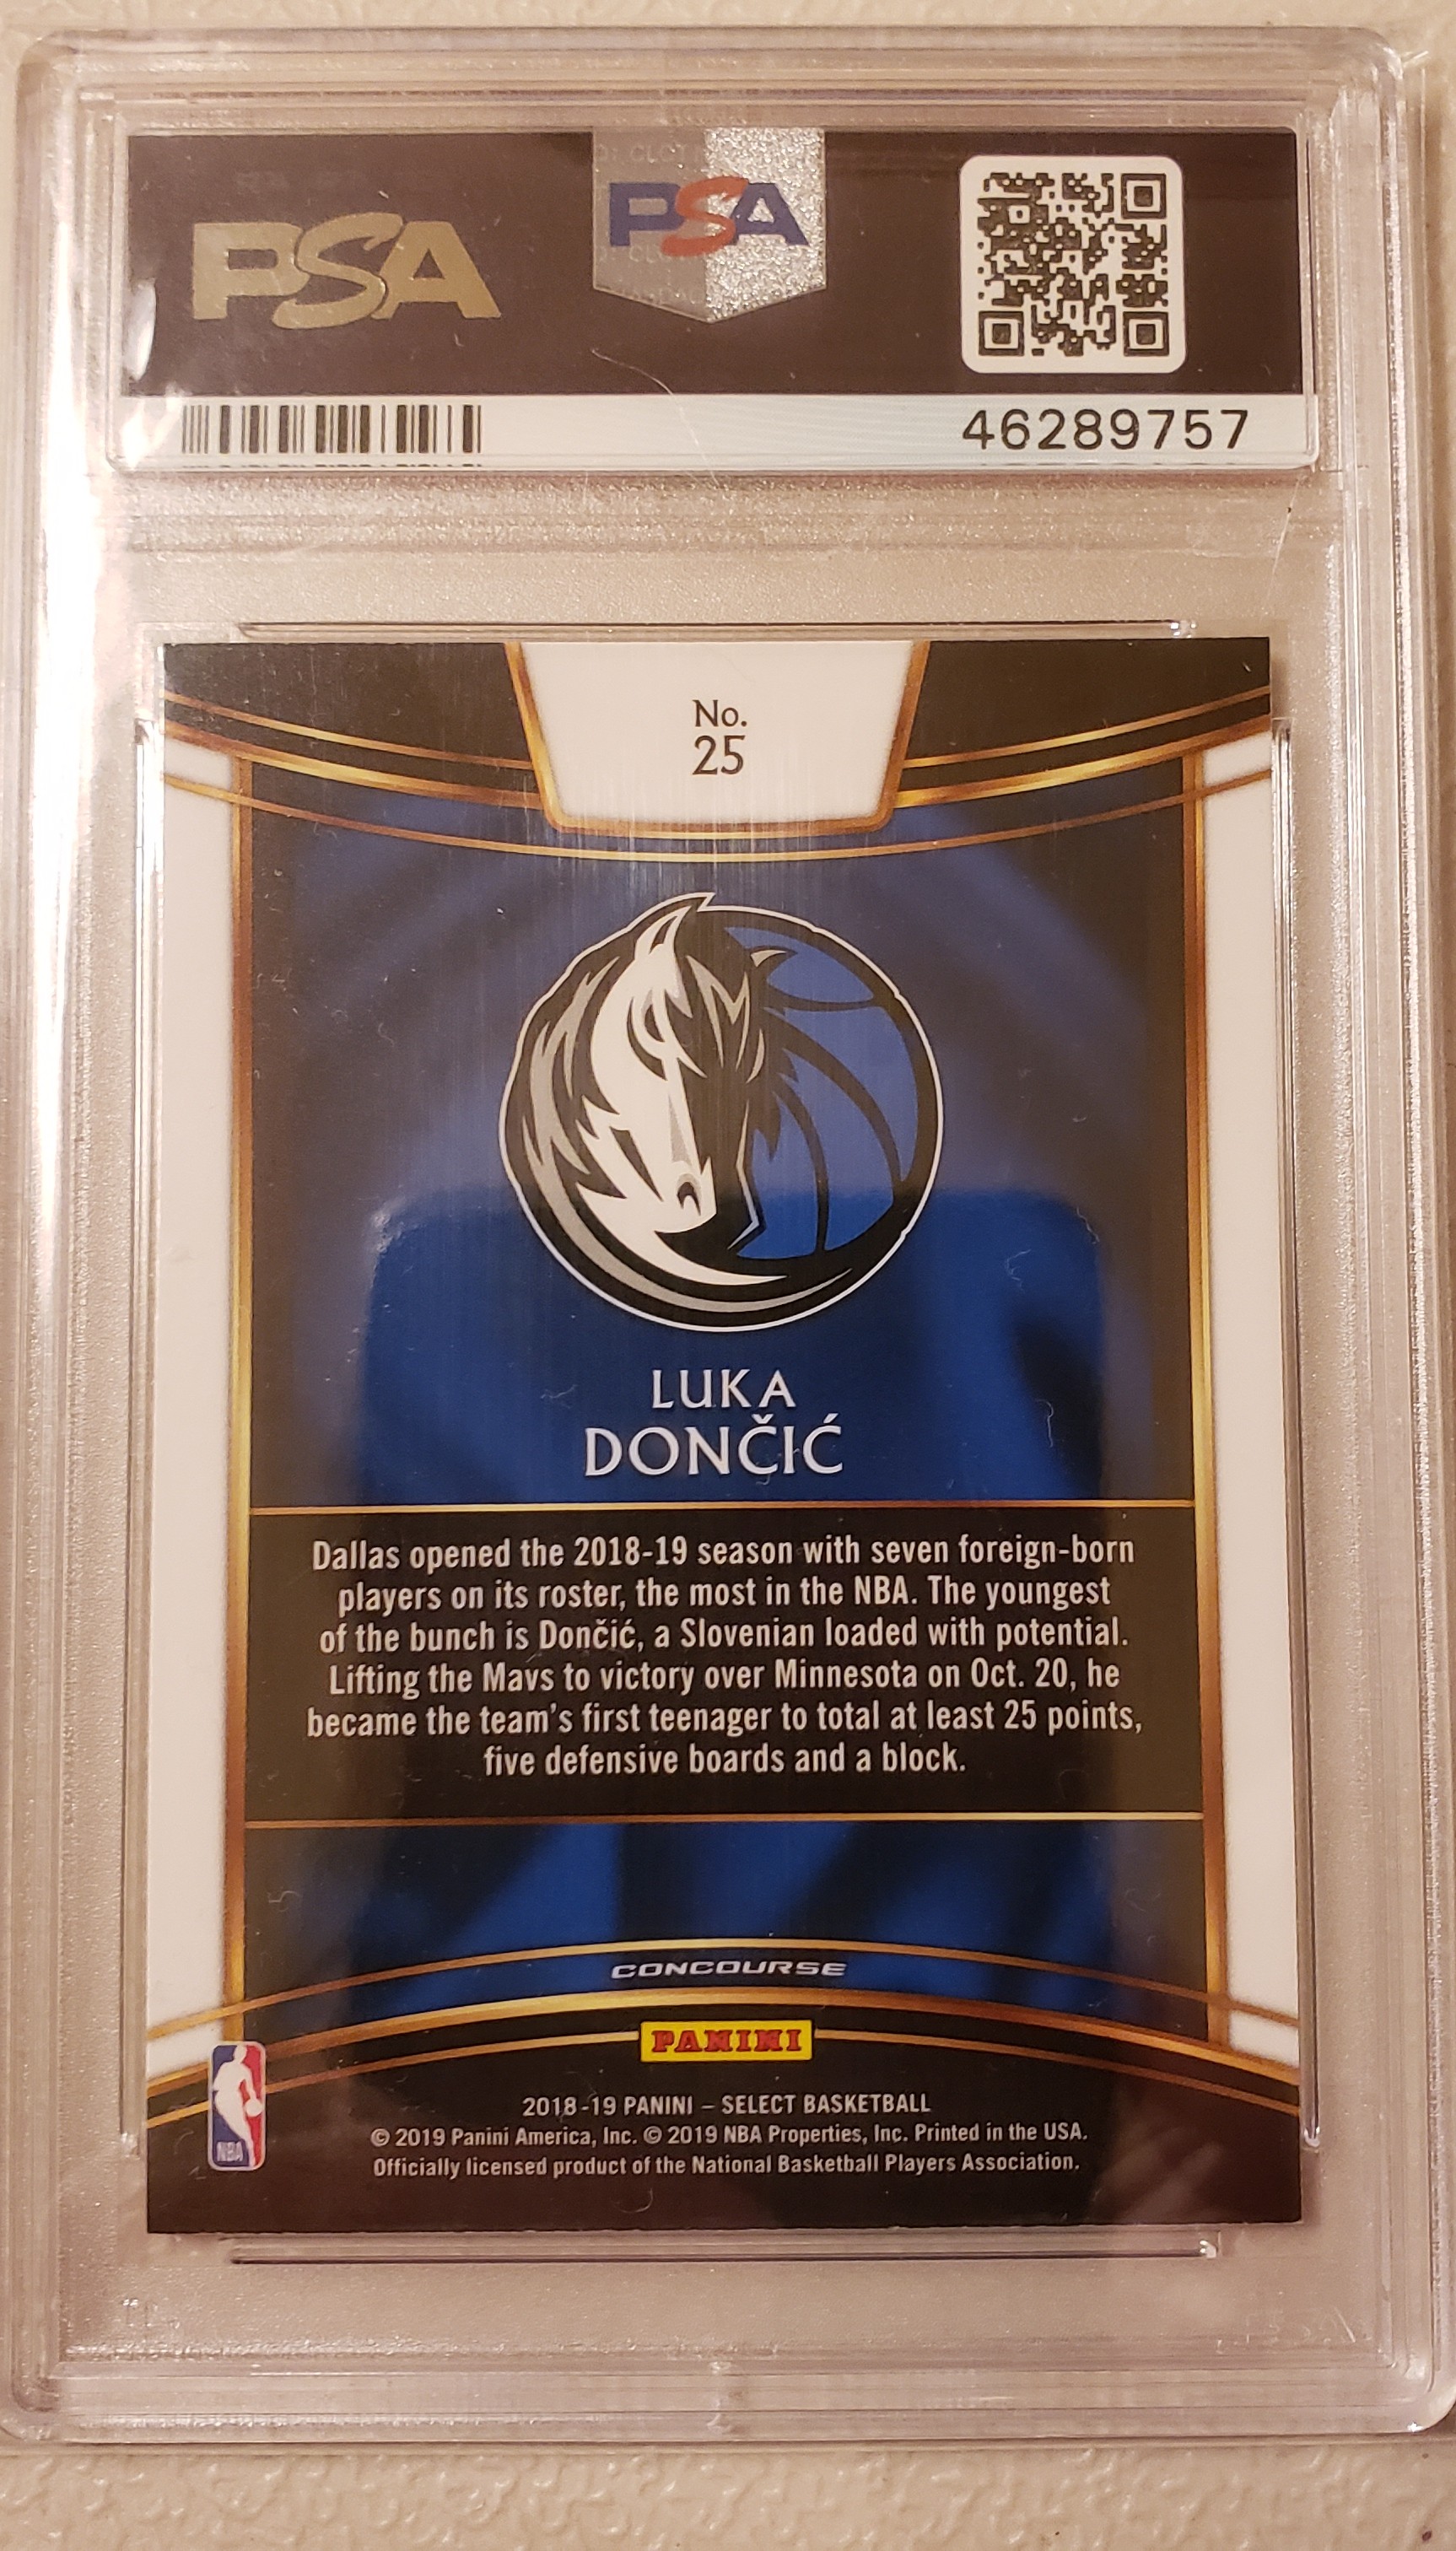 PSA
PSA
46289757
No.
25
LUKA
DONČIĆ
Dallas opened the 2018-19 season with seven foreign-born
players on its roster, the most in the NBA. The youngest
of the bunch is Dončić, a Slovenian loaded with potential.
Lifting the Mavs to victory over Minnesota on Oct. 20, he
became the team's first teenager to total at least 25 points,
five defensive boards and a block.
CONCOURSE
PANINI
NBA
2018-19 PANINI – SELECT BASKETBALL
© 2019 Panini America, Inc. © 2019 NBA Properties, Inc. Printed in the USA.
Officially licensed product of the National Basketball Players Association.